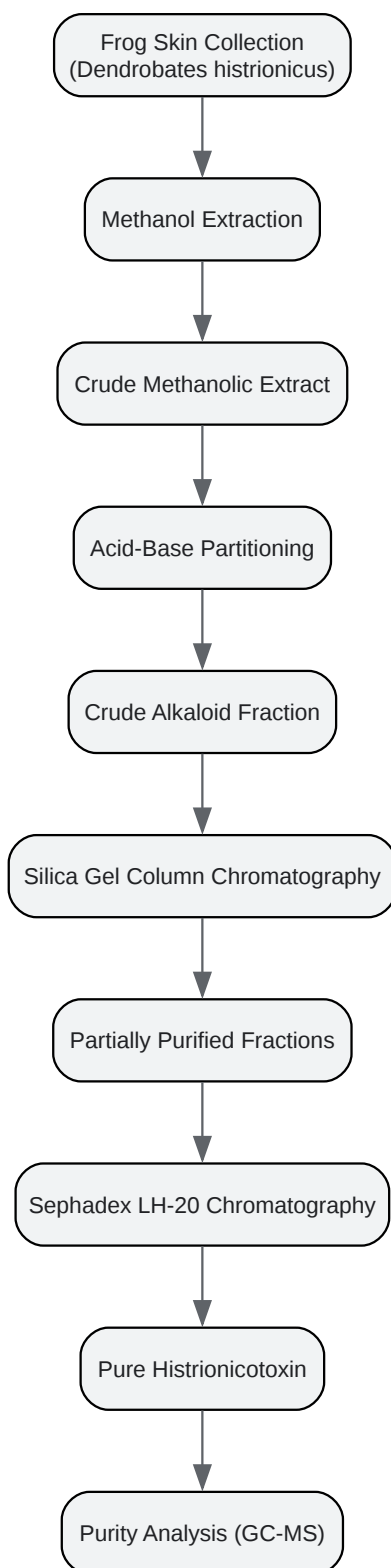 Frog Skin Collection
(Dendrobates histrionicus)
Methanol Extraction
Crude Methanolic Extract
Acid-Base Partitioning
Crude Alkaloid Fraction
Silica Gel Column Chromatography
Partially Purified Fractions
Sephadex LH-20 Chromatography
Pure Histrionicotoxin
Purity Analysis (GC-MS)